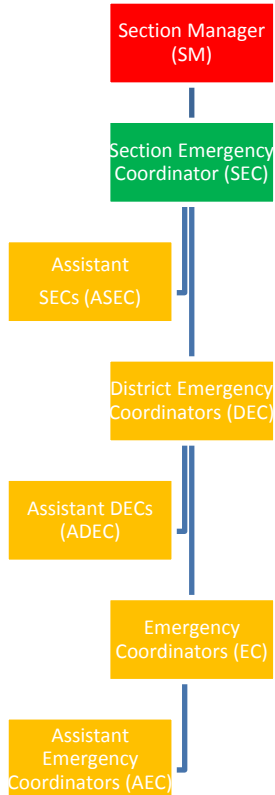 Section Manager
(SM)
Section Emergency
Coordinator (SEC)
Assistant
SECs (ASEC)
District Emergency
Coordinators (DEC)
Assistant DECs
(ADEC)
Emergency
Coordinators (EC)
Assistant
Emergency
Coordinators (AEC)